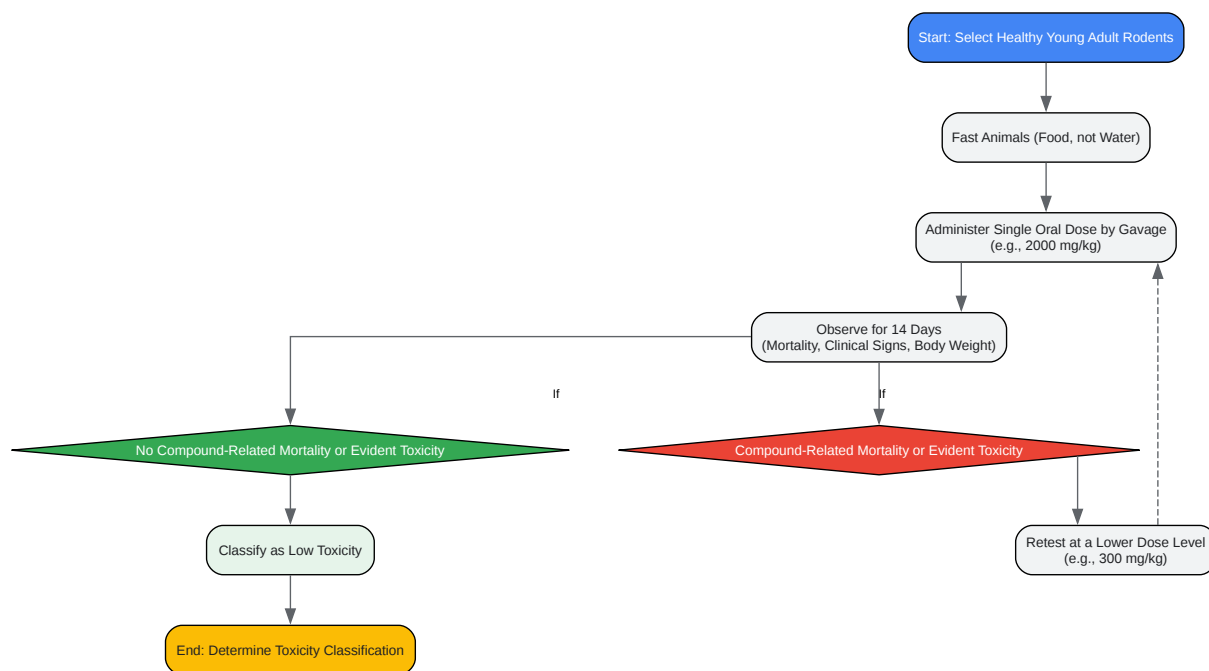 Start: Select Healthy Young Adult Rodents
Fast Animals (Food, not Water)
Administer Single Oral Dose by Gavage
(e.g., 2000 mg/kg)
Observe for 14 Days
(Mortality, Clinical Signs, Body Weight)
If
If
No Compound-Related Mortality or Evident Toxicity
Compound-Related Mortality or Evident Toxicity
Classify as Low Toxicity
Retest at a Lower Dose Level
(e.g., 300 mg/kg)
End: Determine Toxicity Classification